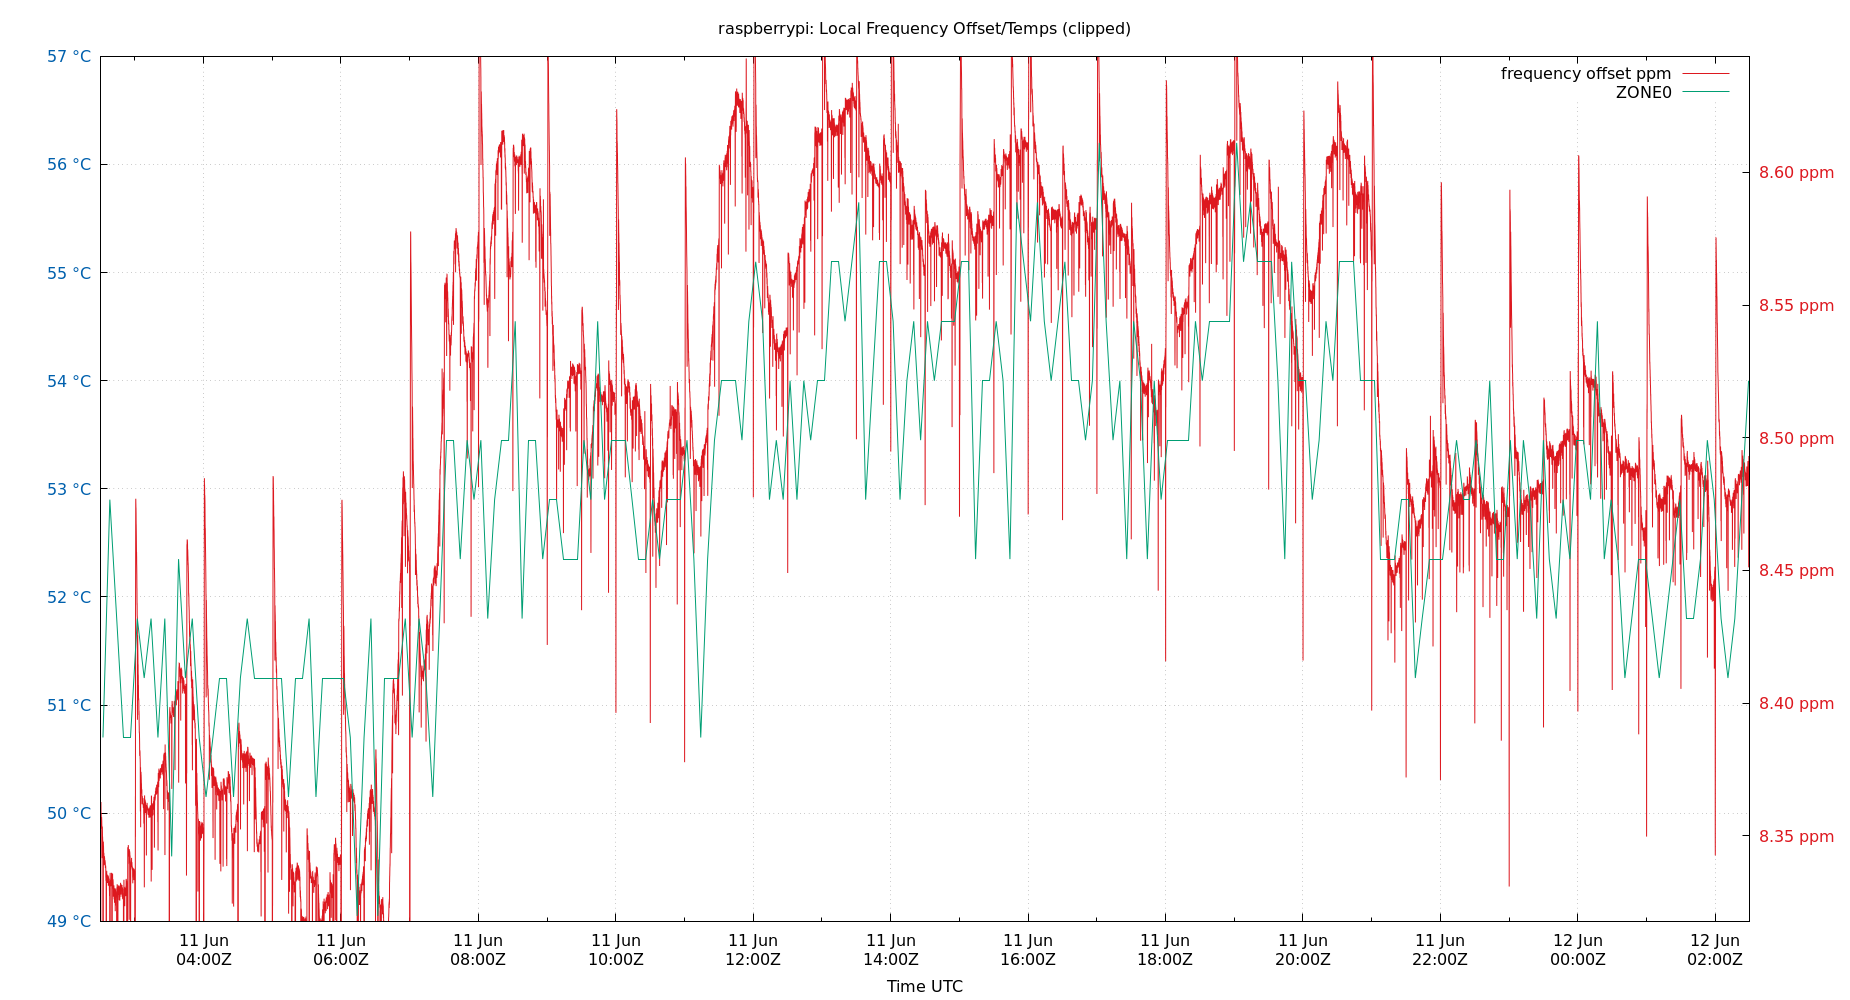 raspberrypi: Local Frequency Offset/Temps (clipped)
frequency offset ppm
ZONE0
57 °C
56 °C
55 °C
54 °C
53 °C
52 °C
51 °C
50 °C
49 °C
8.60 ppm
8.55 ppm
8.50 ppm
8.45 ppm
8.40 ppm
8.35 ppm
11 Jun 11 Jun 11 Jun 11 Jun 11 Jun 11 Jun 11 Jun 11 Jun 11 Jun 11 Jun 12 Jun 12 Jun
04:00Z 06:00Z 08:00Z 10:00Z 12:00Z 14:00Z 16:00Z 18:00Z 20:00Z 22:00Z 00:00Z 02:00Z
Time UTC